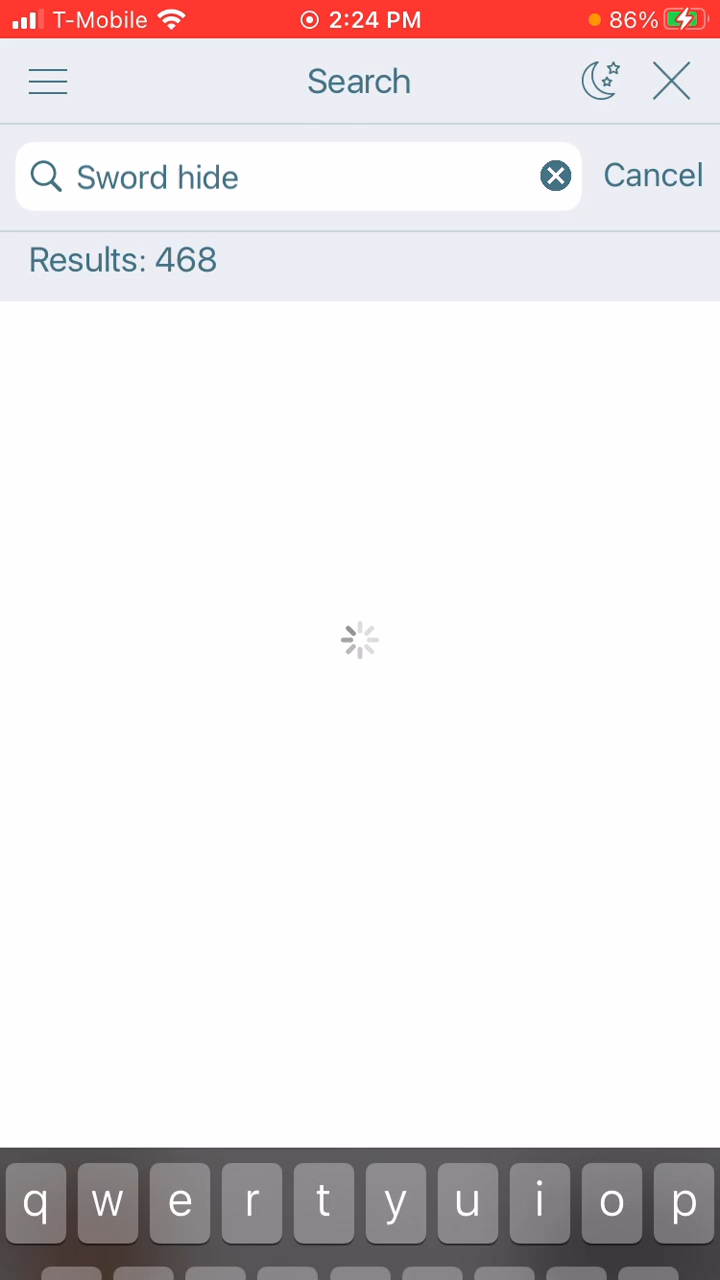 T-Mobile 2:24 PM 86%
Search
Sword hide Cancel
Results: 468
q w e r t y u i o p